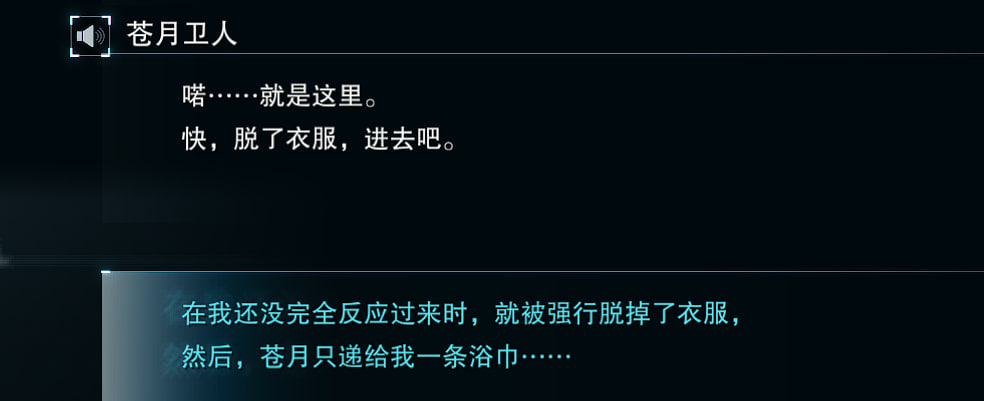 苍月卫人
喏……就是这里。
快，脱了衣服，进去吧。
在我还没完全反应过来时，就被强行脱掉了衣服，
然后，苍月只递给我一条浴巾……